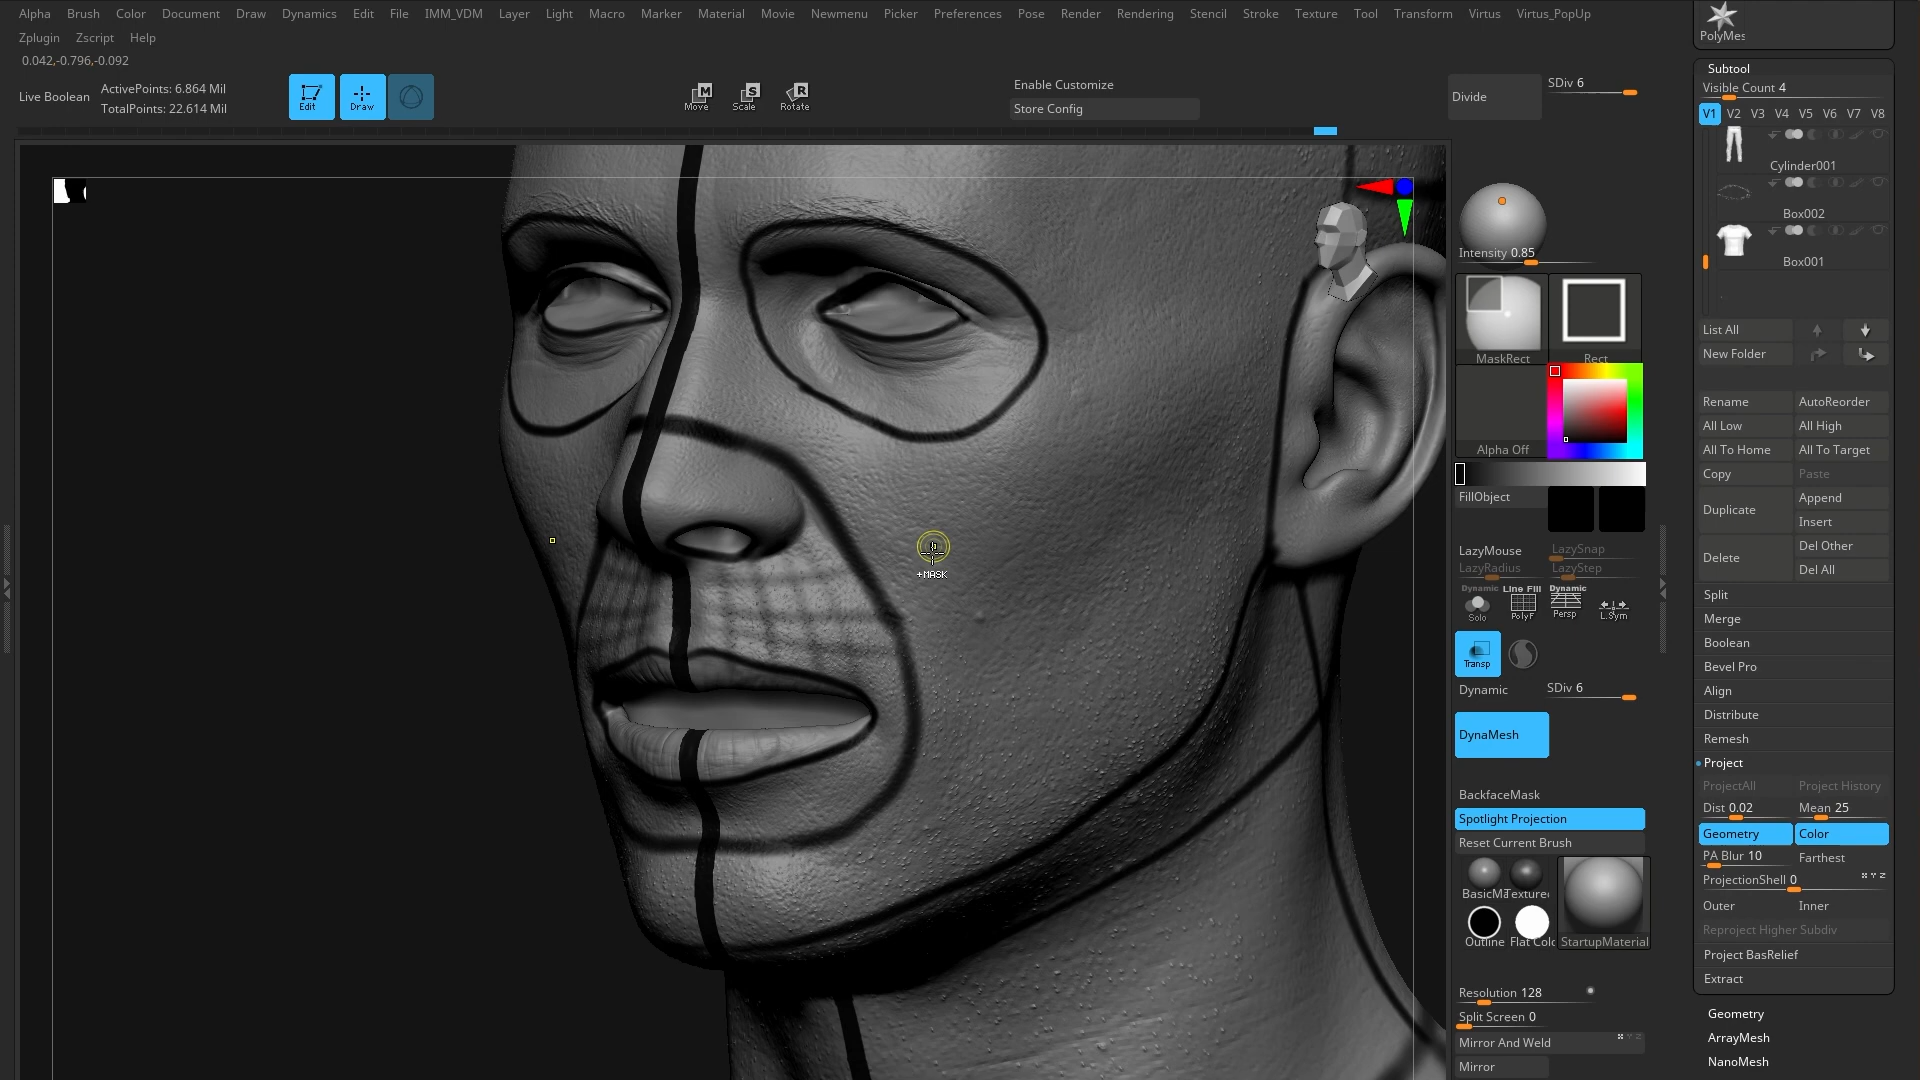 Alpha Brush Color Document Draw Dynamics Edit File IMM_VDM Layer Light Macro Marker Material Movie Newmenu Picker Preferences Pose Render Rendering Stencil Stroke Texture Tool Transform Virtus Virtus_PopUp
Zplugin Zscript Help
0.042,-0.796,-0.092
Live Boolean
ActivePoints: 6.864 Mil
TotalPoints: 22.614 Mil
Edit
Draw
M
Move
S
Scale
R
Rotate
Enable Customize
Store Config
Divide
SDiv 6
+MASK
Intensity 0.85
MaskRect
Rect
Alpha Off
FillObject
LazyMouse LazySnap
LazyRadius LazyStep
Dynamic Line Fill Dynamic
Solo PolyF Persp L.Sym
Transp
Dynamic SDiv 6
DynaMesh
BackfaceMask
Spotlight Projection
Reset Current Brush
BasicMa Texture
Outline Flat Colo StartupMaterial
Resolution 128
Split Screen 0
Mirror And Weld
Mirror
PolyMes
Subtool
Visible Count 4
V1 V2 V3 V4 V5 V6 V7 V8
Cylinder001
Box002
Box001
List All
New Folder
Rename AutoReorder
All Low All High
All To Home All To Target
Copy Paste
Duplicate Append
Insert
Delete Del Other
Del All
Split
Merge
Boolean
Bevel Pro
Align
Distribute
Remesh
Project
ProjectAll Project History
Dist 0.02 Mean 25
Geometry Color
PA Blur 10 Farthest
ProjectionShell 0
Outer Inner
Reproject Higher Subdiv
Project BasRelief
Extract
Geometry
ArrayMesh
NanoMesh